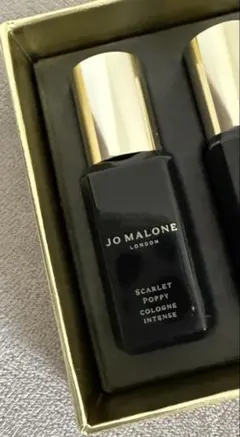 JO MALONE
LONDON
SCARLET
POPPY
COLOGNE
INTENSE